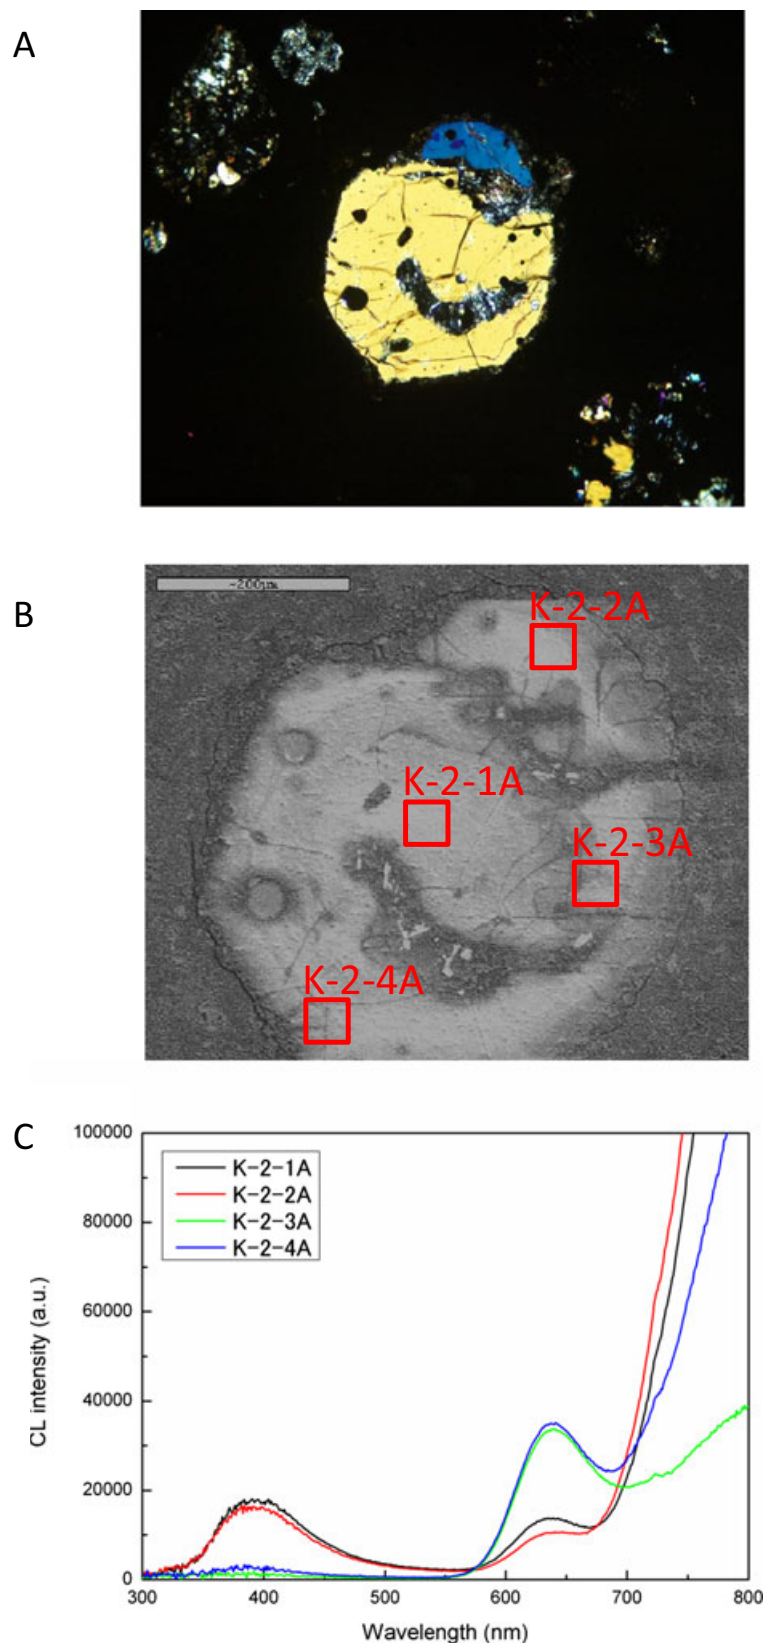 A
B
~200µm
K-2-2A
K-2-1A
K-2-3A
K-2-4A
C
100000
80000
60000
40000
20000
0
CL intensity (a.u.)
K-2-1A
K-2-2A
K-2-3A
K-2-4A
300 400 500 600 700 800
Wavelength (nm)